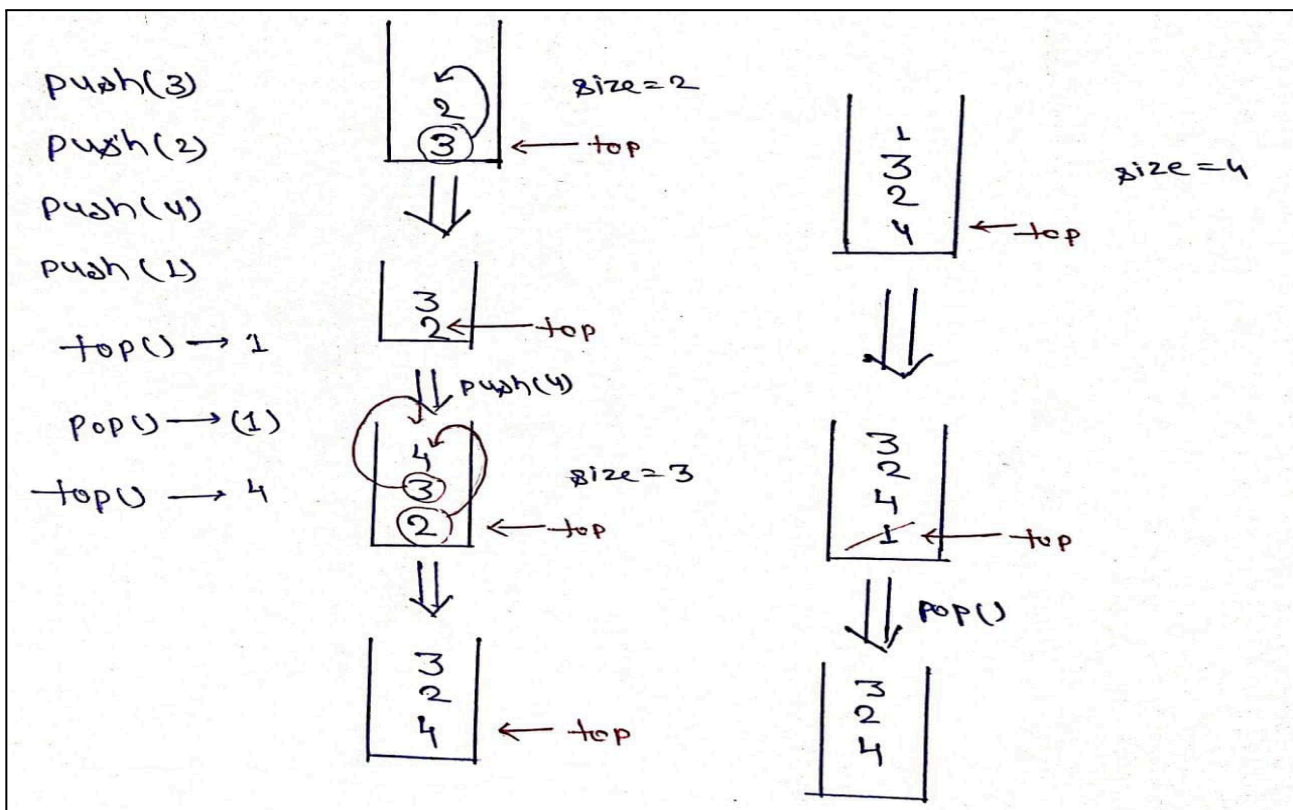 push(3)
push(2)
push(4)
push(1)
top() → 1
pop() → (1)
top() → 4
2
3 ← top
size=2
3
2 ← top
push(4)
4
3
2 ← top
size=3
3
2
4 ← top
1
3
2
4 ← top
size=4
3
2
4
1 ← top
pop()
3
2
4